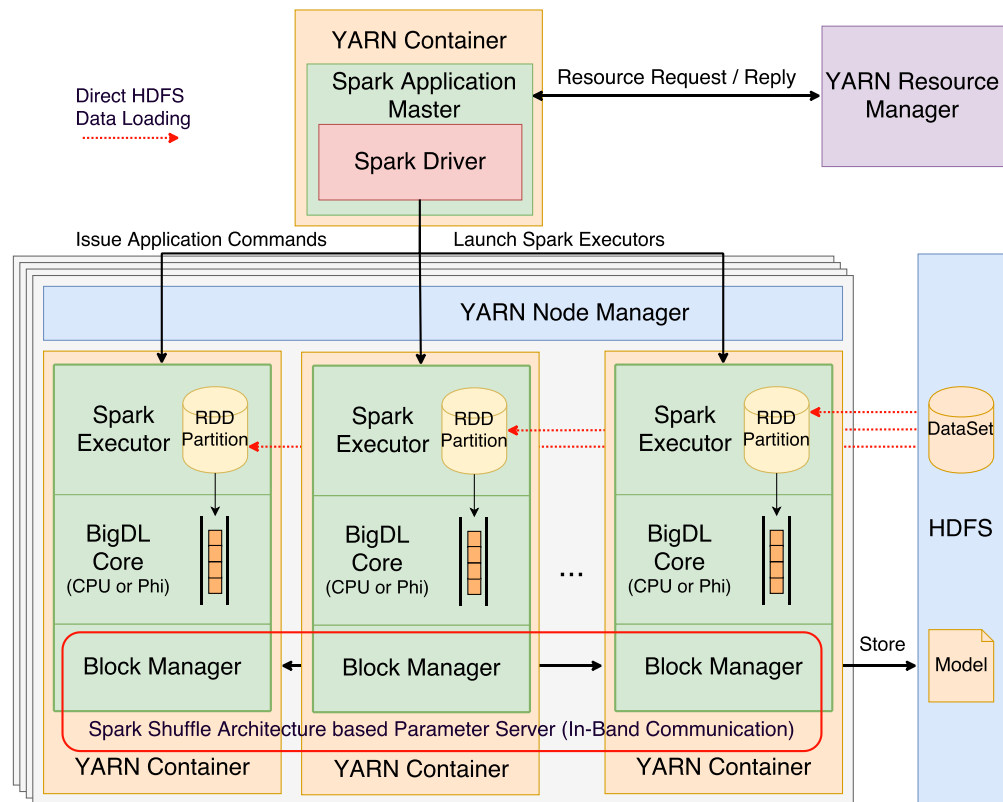 YARN Container
Spark Application
Master
Spark Driver
Resource Request / Reply
YARN Resource
Manager
Direct HDFS
Data Loading
Issue Application Commands
Launch Spark Executors
YARN Node Manager
Spark
Executor
RDD
Partition
Spark
Executor
RDD
Partition
Spark
Executor
RDD
Partition
DataSet
HDFS
BigDL
Core
(CPU or Phi)
BigDL
Core
(CPU or Phi)
...
BigDL
Core
(CPU or Phi)
Block Manager
Block Manager
Block Manager
Store
Model
Spark Shuffle Architecture based Parameter Server (In-Band Communication)
YARN Container
YARN Container
YARN Container